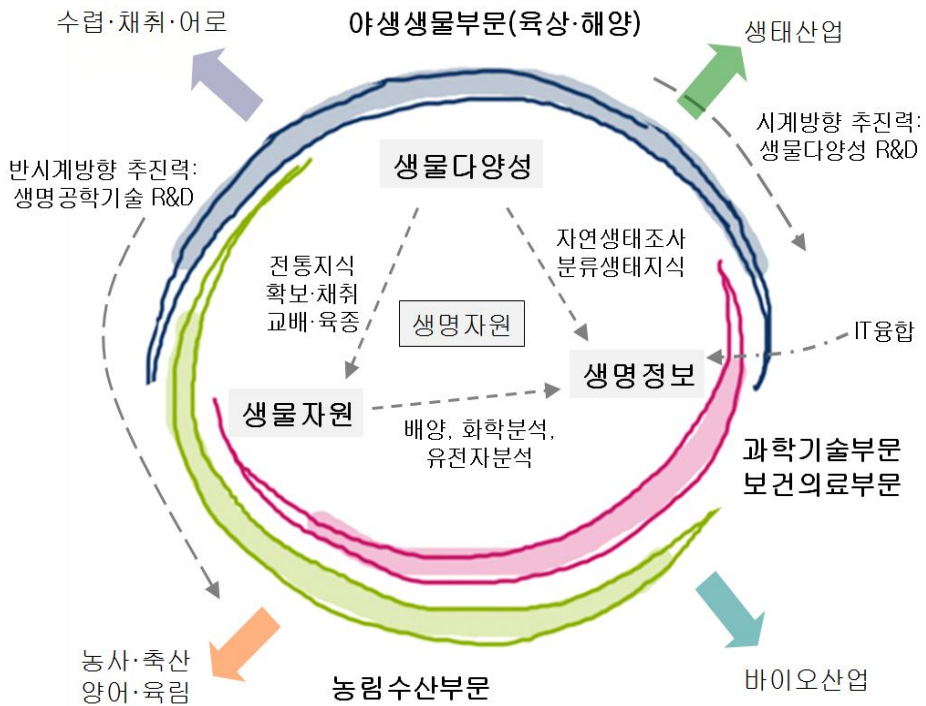 수렵·채취·어로
야생생물부문(육상·해양)
생태산업
시계방향 추진력:
생물다양성 R&D
반시계방향 추진력:
생명공학기술 R&D
생물다양성
자연생태조사
분류생태지식
전통지식
확보·채취
교배·육종
생명자원
IT융합
생명정보
생물자원
배양, 화학분석,
유전자분석
과학기술부문
보건의료부문
농사·축산
양어·육림
농림수산부문
바이오산업